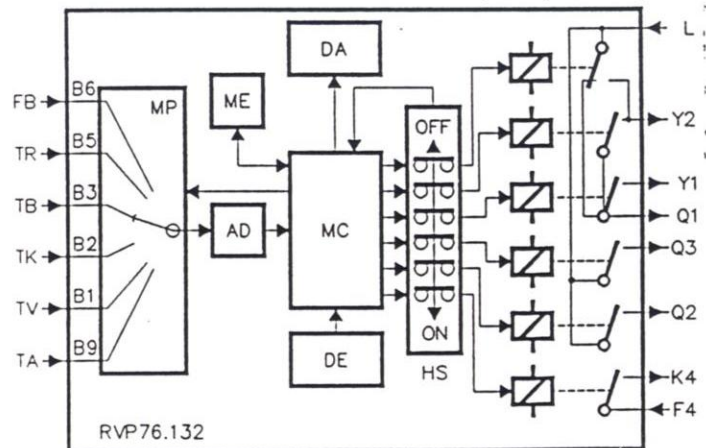 DA
L
B6
MP
ME
FB
OFF
Y2
B5
TR
B3
Y1
TB
AD
MC
Q1
B2
TK
Q3
B1
TV
Q2
B9
DE
ON
TA
HS
K4
F4
RVP76.132